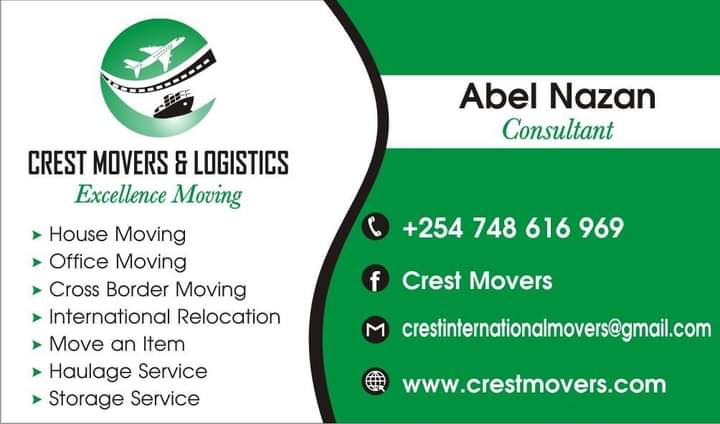 CREST MOVERS & LOGISTICS
Excellence Moving
House Moving
Office Moving
Cross Border Moving
International Relocation
Move an Item
Haulage Service
Storage Service
Abel Nazan
Consultant
+254 748 616 969
Crest Movers
crestinternationalmovers@gmail.com
www.crestmovers.com